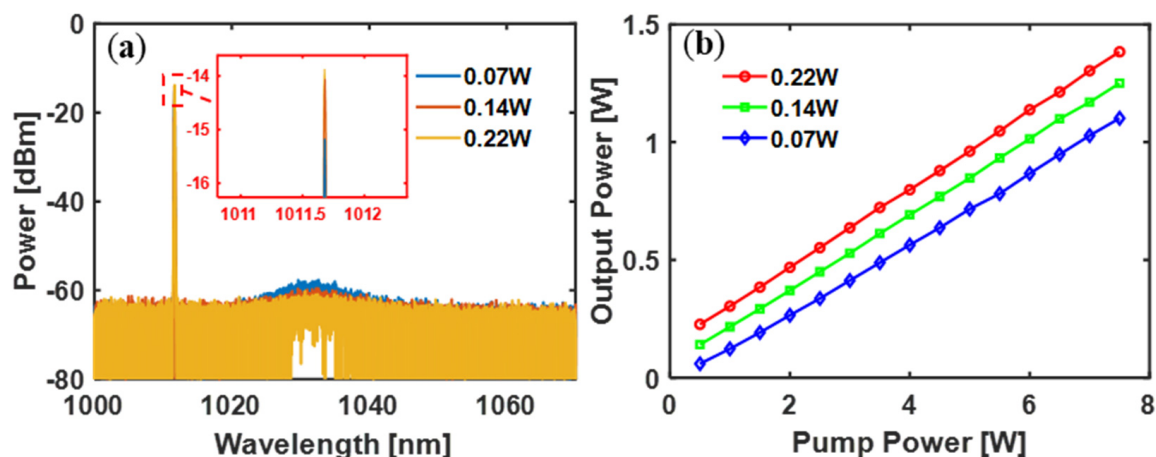 (a)
0
-20
-40
-60
-80
Power [dBm]
1000
1020
1040
1060
Wavelength [nm]
-14
-15
-16
1011
1011.5
1012
0.07W
0.14W
0.22W
(b)
1.5
1
0.5
0
Output Power [W]
0
2
4
6
8
Pump Power [W]
0.22W
0.14W
0.07W